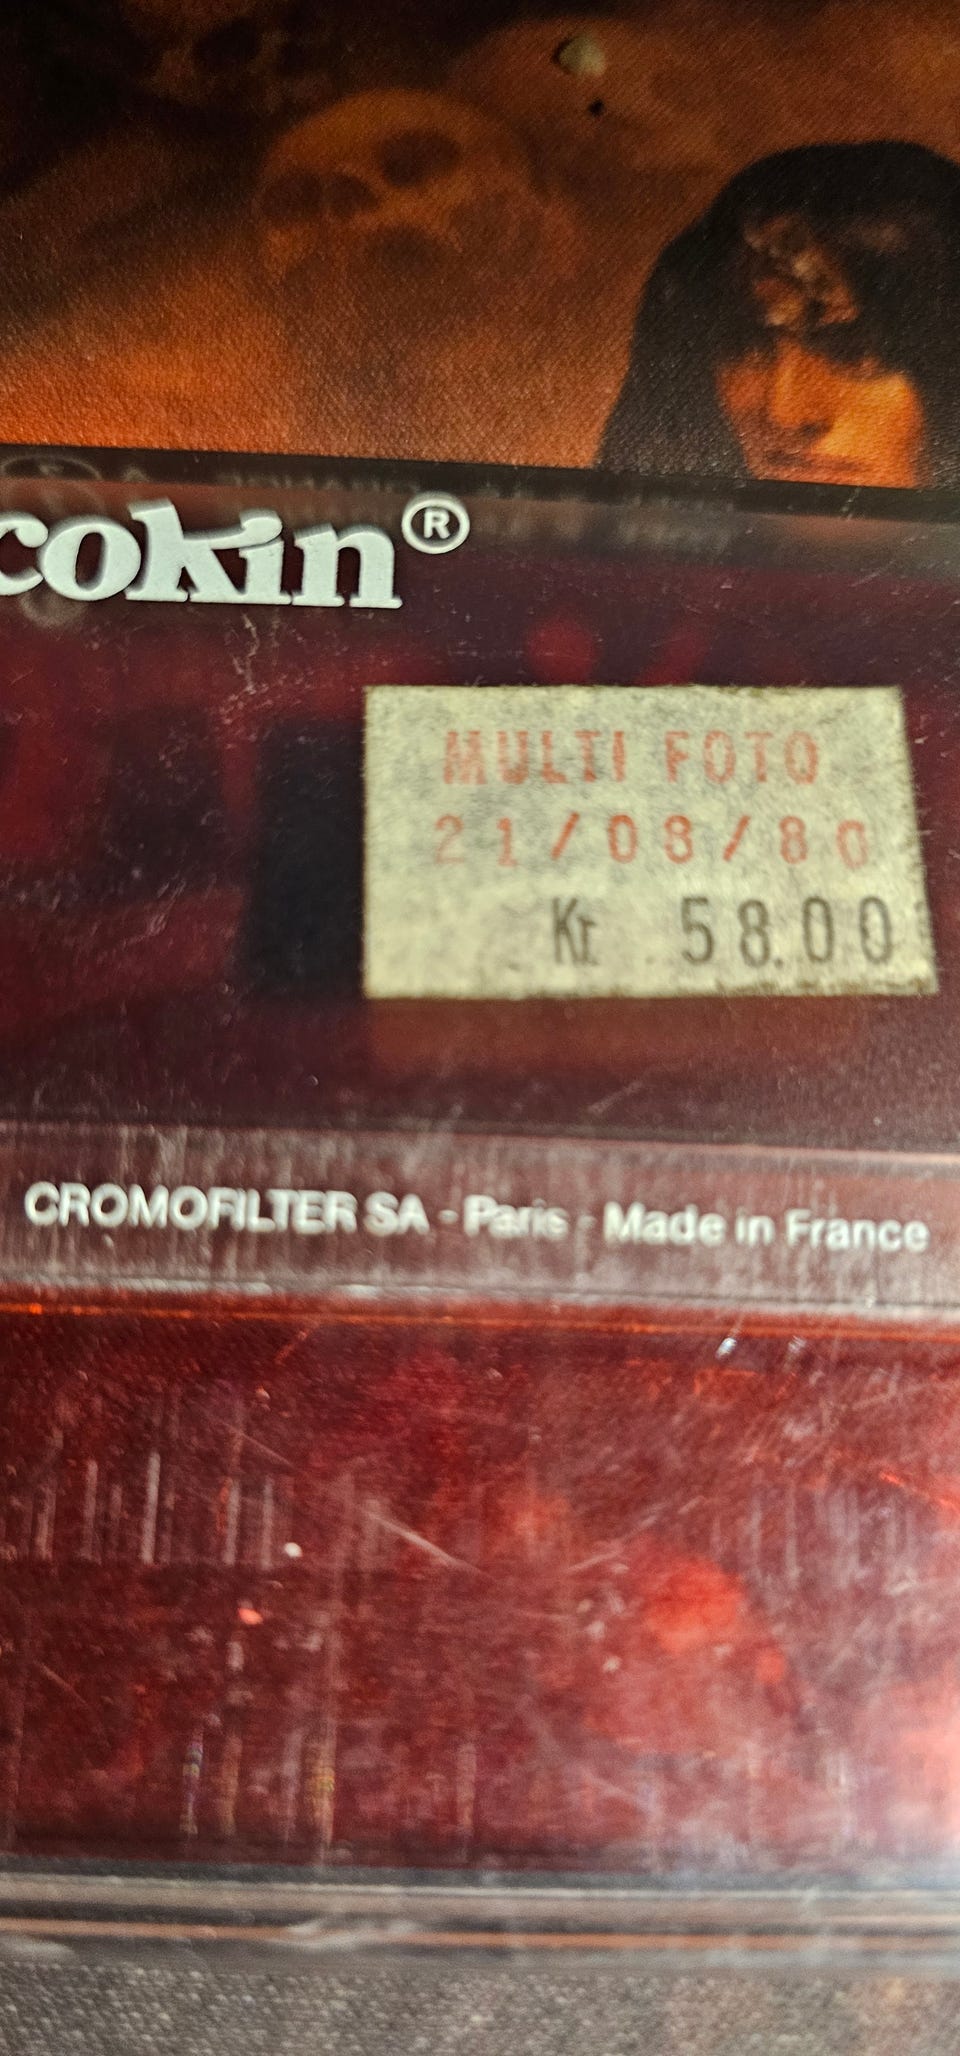 cokin®
MULTI FOTO
21/08/80
Kr 58.00
CROMOFILTER SA - Paris - Made in France